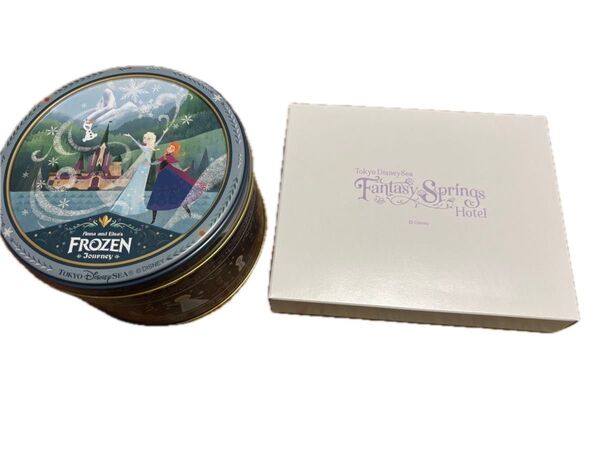 Anna and Elsa's
FROZEN
Journey
TOKYO DISNEYSEA® © DISNEY
Tokyo DisneySea
Fantasy Springs
Hotel
© Disney